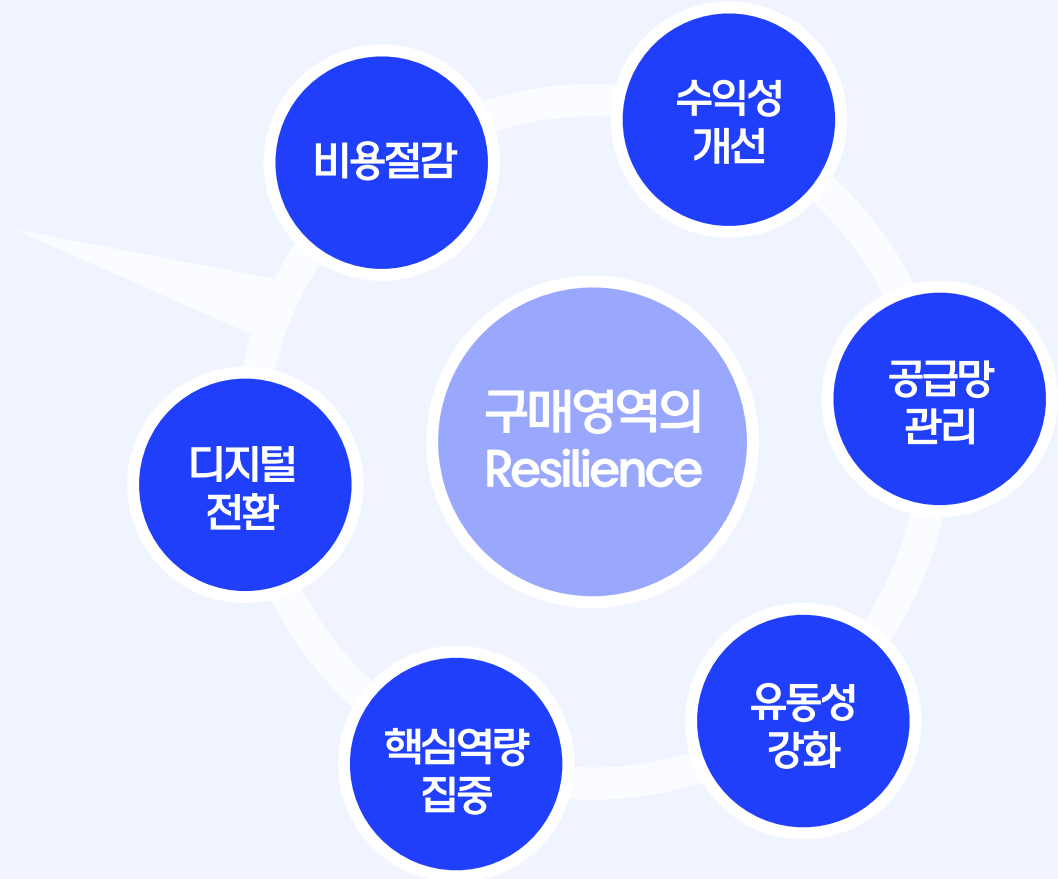 비용절감
수익성
개선
공급망
관리
구매영역의
Resilience
디지털
전환
유동성
강화
핵심역량
집중